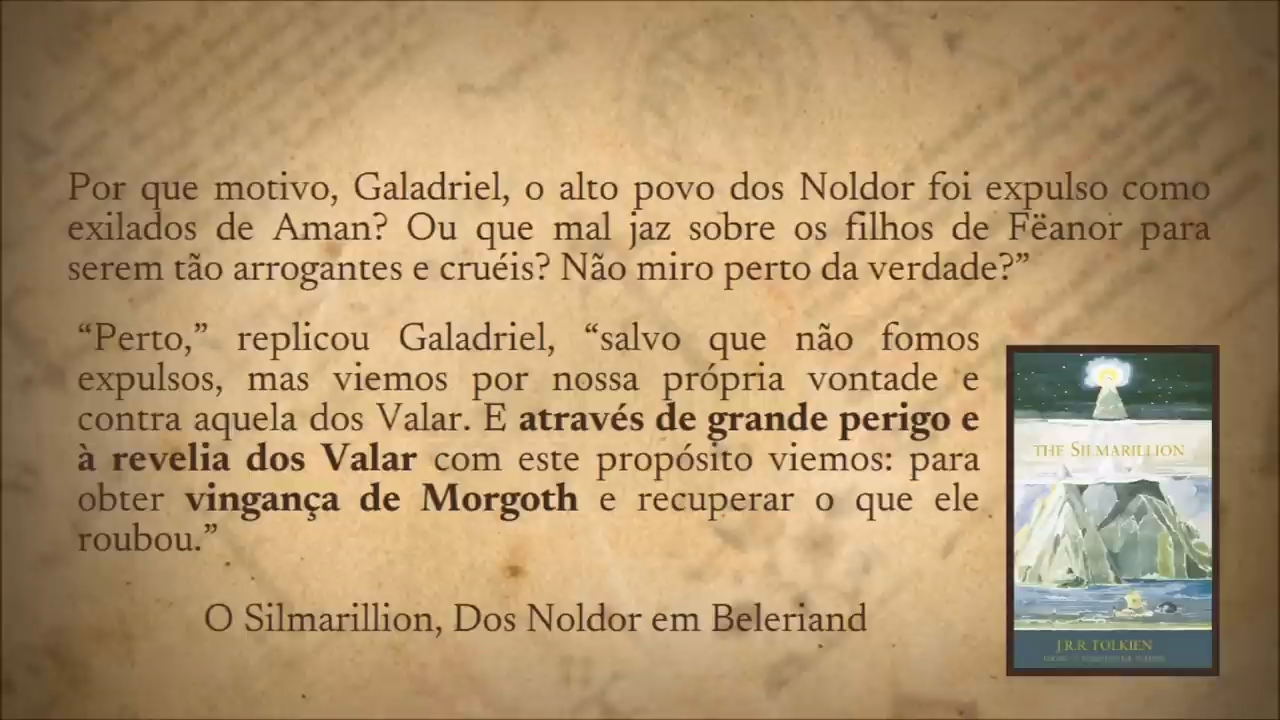 Por que motivo, Galadriel, o alto povo dos Noldor foi expulso como
exilados de Aman? Ou que mal jaz sobre os filhos de Fëanor para
serem tão arrogantes e cruéis? Não miro perto da verdade?”
“Perto,” replicou Galadriel, “salvo que não fomos
expulsos, mas viemos por nossa própria vontade e
contra aquela dos Valar. E através de grande perigo e
à revelia dos Valar com este propósito viemos: para
obter vingança de Morgoth e recuperar o que ele
roubou.”
O Silmarillion, Dos Noldor em Beleriand
THE SILMARILLION
J.R.R. TOLKIEN